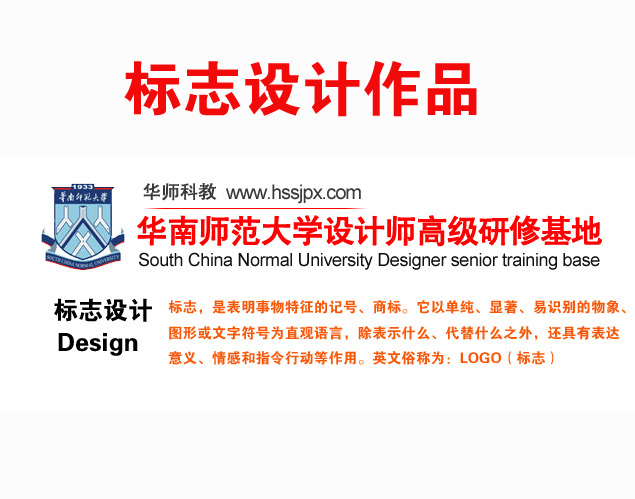 标志设计作品
1933
华南师范大学
SOUTH CHINA NORMAL UNIVERSITY
华师科教 www.hssjpx.com
华南师范大学设计师高级研修基地
South China Normal University Designer senior training base
标志设计
Design
标志，是表明事物特征的记号、商标。它以单纯、显著、易识别的物象、
图形或文字符号为直观语言，除表示什么、代替什么之外，还具有表达
意义、情感和指令行动等作用。英文俗称为：LOGO（标志）